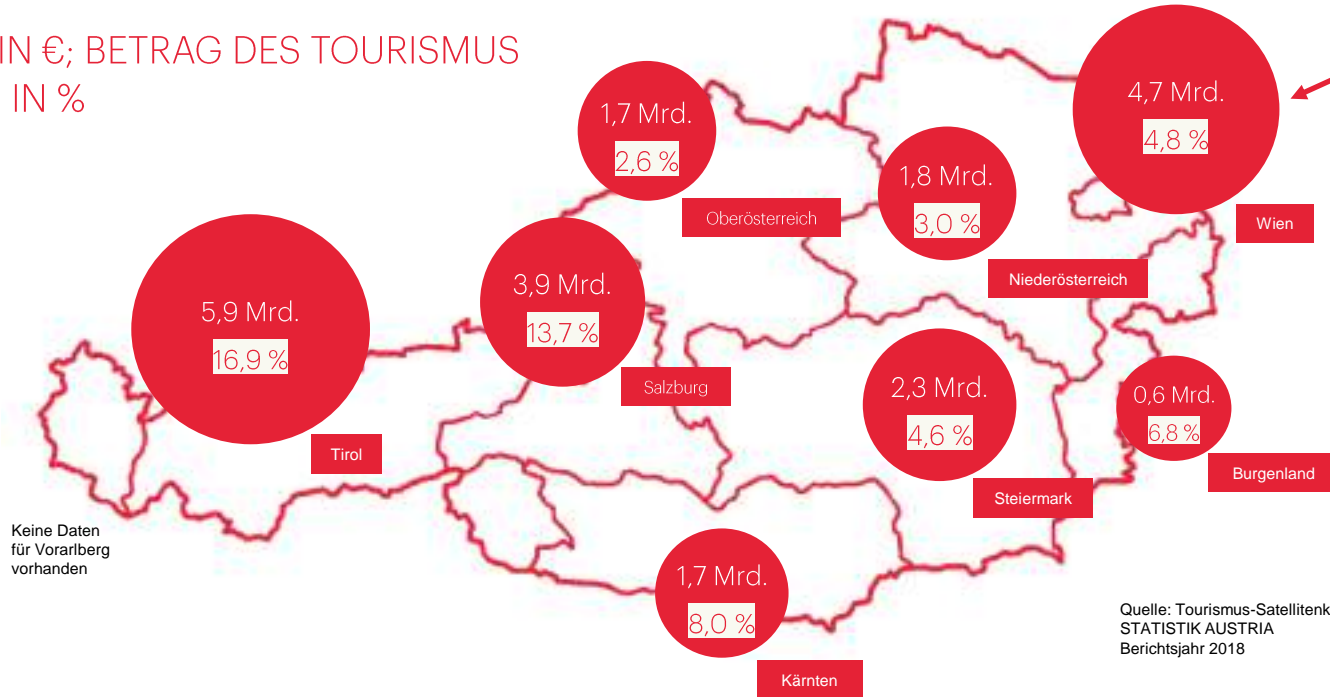 IN €; BETRAG DES TOURISMUS
IN %
1,7 Mrd.
2,6 %
Oberösterreich
4,7 Mrd.
4,8 %
Wien
1,8 Mrd.
3,0 %
Niederösterreich
5,9 Mrd.
16,9 %
Tirol
3,9 Mrd.
13,7 %
Salzburg
2,3 Mrd.
4,6 %
Steiermark
0,6 Mrd.
6,8 %
Burgenland
Keine Daten
für Vorarlberg
vorhanden
1,7 Mrd.
8,0 %
Kärnten
Quelle: Tourismus-Satellitenk
STATISTIK AUSTRIA
Berichtsjahr 2018